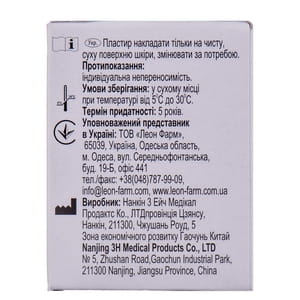 Укр. Пластир накладати тільки на чисту,
суху поверхню шкіри, змінювати за потребою.
Протипоказання:
індивідуальна непереносимість.
Умови зберігання: у сухому місці
при температурі від 5°С до 30°С.
Термін придатності: 5 років.
Уповноважений представник
в Україні: ТОВ «Леон Фарм»,
65039, Україна, Одеська область,
м. Одеса, вул. Середньофонтанська,
буд. 19-Б, офіс 441
тел/факс+38(048)787-99-09,
info@leon-farm.com
www.leon-farm.com
Виробник: Нанкін 3 Ейч Медікал
Продактс Ко., ЛТДпровінція Цзянсу,
Нанкін, 211300, Чжушань Роуд, 5
Зона економічного розвитку Гаочунь Китай
Nanjing 3H Medical Products Co., LTD
№ 5, Zhushan Road,Gaochun Industrial Park,
211300 Nanjing, Jiangsu Province, China